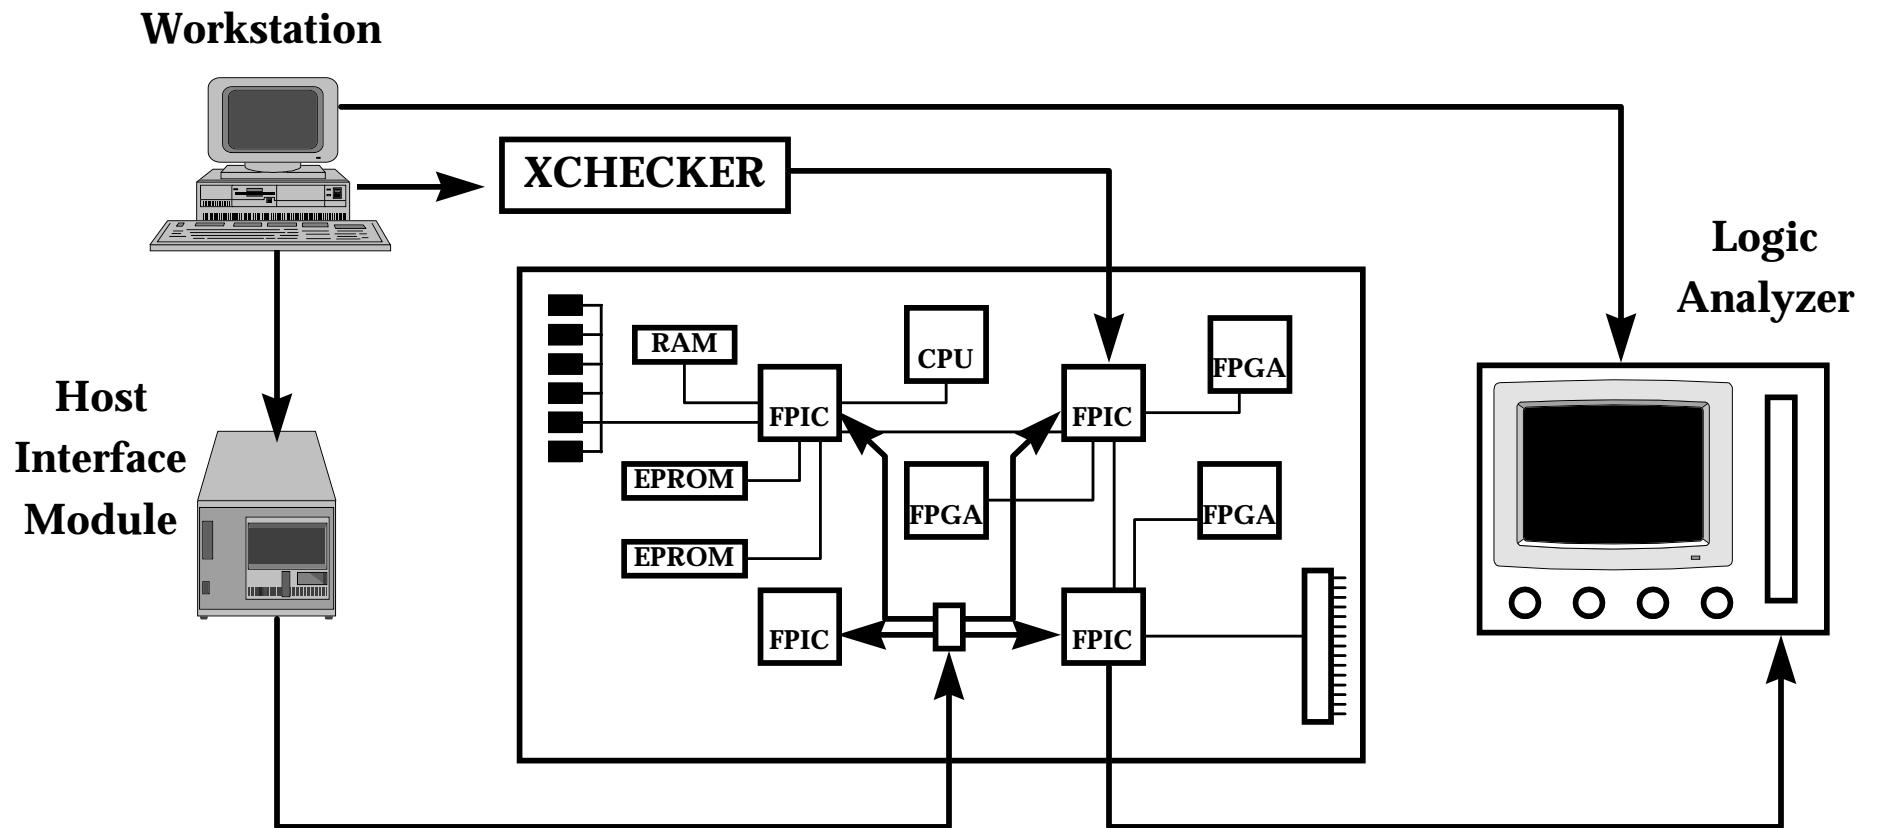 Workstation
XCHECKER
Logic
Analyzer
Host
Interface
Module
RAM
CPU
FPGA
FPIC
FPIC
EPROM
FPGA
FPGA
EPROM
FPIC
FPIC